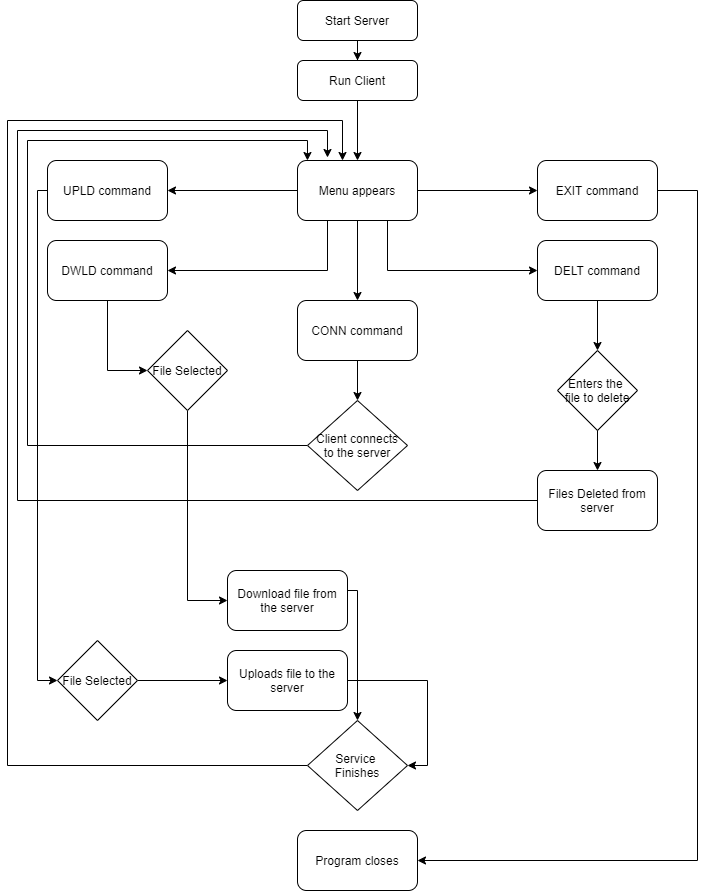 Start Server
Run Client
UPLD command
Menu appears
EXIT command
DWLD command
DELT command
CONN command
File Selected
Enters the
file to delete
Client connects
to the server
Files Deleted from
server
Download file from
the server
File Selected
Uploads file to the
server
Service
Finishes
Program closes